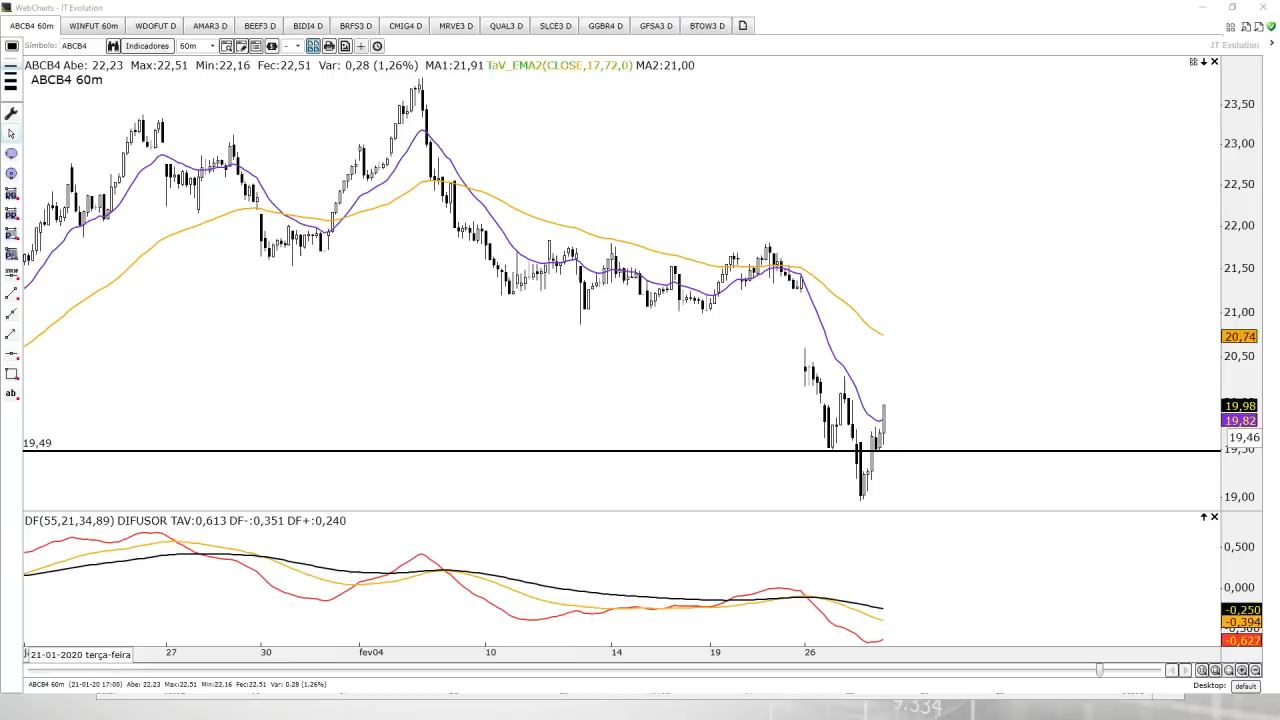 WebCharts - IT Evolution
ABCB4 60m WINFUT 60m WDOFUT D AMAR3 D BEEF3 D BIDI4 D BRFS3 D CMIG4 D MRVE3 D QUAL3 D SLCE3 D GGBR4 D GFSA3 D BTOW3 D
Símbolo: ABCB4 Indicadores 60m - IT Evolution
ABCB4 Abe: 22,23 Max:22,51 Min:22,16 Fec:22,51 Var: 0,28 (1,26%) MA1:21,91 TaV_EMA2(CLOSE,17,72,0) MA2:21,00
ABCB4 60m
23,50
23,00
22,50
22,00
21,50
21,00
20,74
20,50
19,98
19,82
19,46
19,49
19,50
19,00
DF(55,21,34,89) DIFUSOR TAV:0,613 DF-:0,351 DF+:0,240
0,500
0,000
-0,250
-0,394
-0,627
21-01-2020 terça-feira 27 30 fev04 10 14 19 26
ABCB4 60m (21-01-20 17:00) Abe: 22,23 Max:22,51 Min:22,16 Fec:22,51 Var: 0.28 (1,26%) Desktop: default
9.334
ab